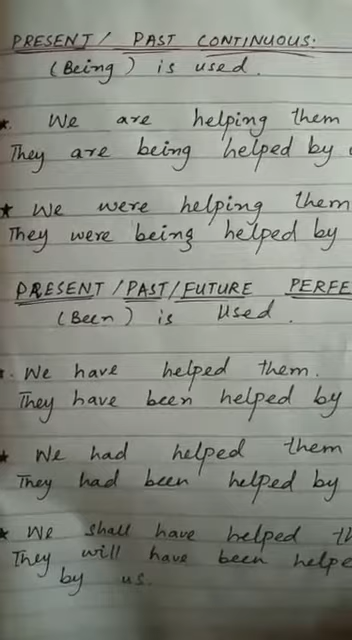 PRESENT / PAST CONTINUOUS.
(Being) is used.
* We are helping them
They are being helped by
* We were helping them
They were being helped by
PRESENT / PAST / FUTURE PERFE
(Been) is Used.
* We have helped them.
They have been helped by
* We had helped them
They had been helped by
* We shall have helped th
They will have been helpe
by us.